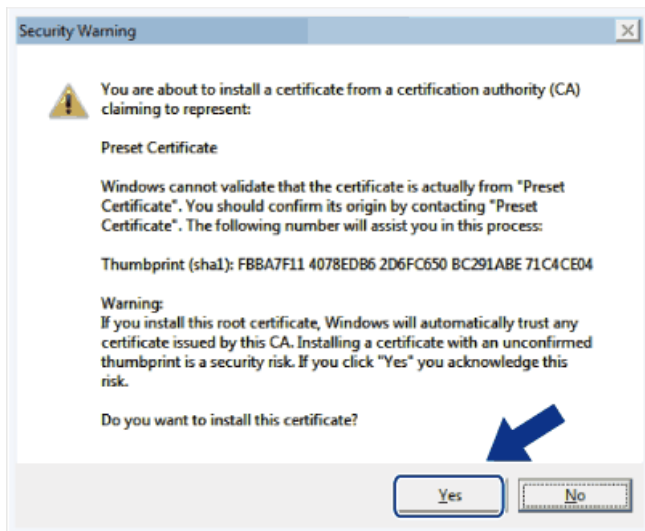 Security Warning
You are about to install a certificate from a certification authority (CA)
claiming to represent:
Preset Certificate
Windows cannot validate that the certificate is actually from "Preset
Certificate". You should confirm its origin by contacting "Preset
Certificate". The following number will assist you in this process:
Thumbprint (sha1): FBBA7F11 4078EDB6 2D6FC650 BC291ABE 71C4CE04
Warning:
If you install this root certificate, Windows will automatically trust any
certificate issued by this CA. Installing a certificate with an unconfirmed
thumbprint is a security risk. If you click "Yes" you acknowledge this
risk.
Do you want to install this certificate?
Yes No